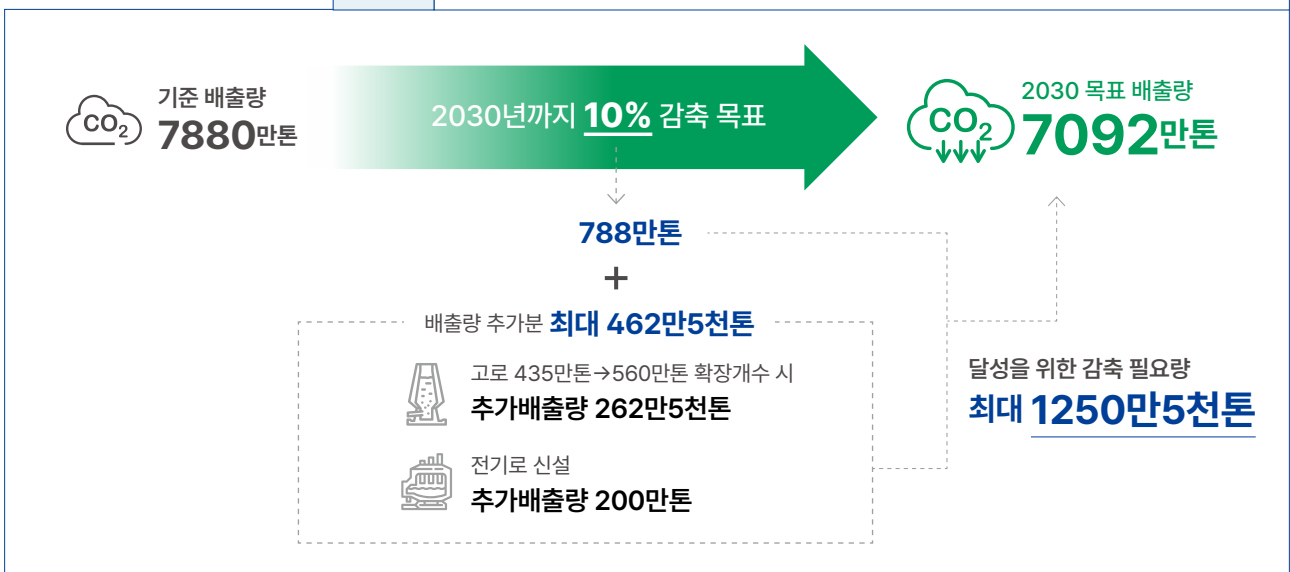 기준 배출량
CO₂
7880만톤
2030년까지 10% 감축 목표
2030 목표 배출량
CO₂
7092만톤
788만톤
+
배출량 추가분 최대 462만5천톤
고로 435만톤→560만톤 확장개수 시
추가배출량 262만5천톤
전기로 신설
추가배출량 200만톤
달성을 위한 감축 필요량
최대 1250만5천톤